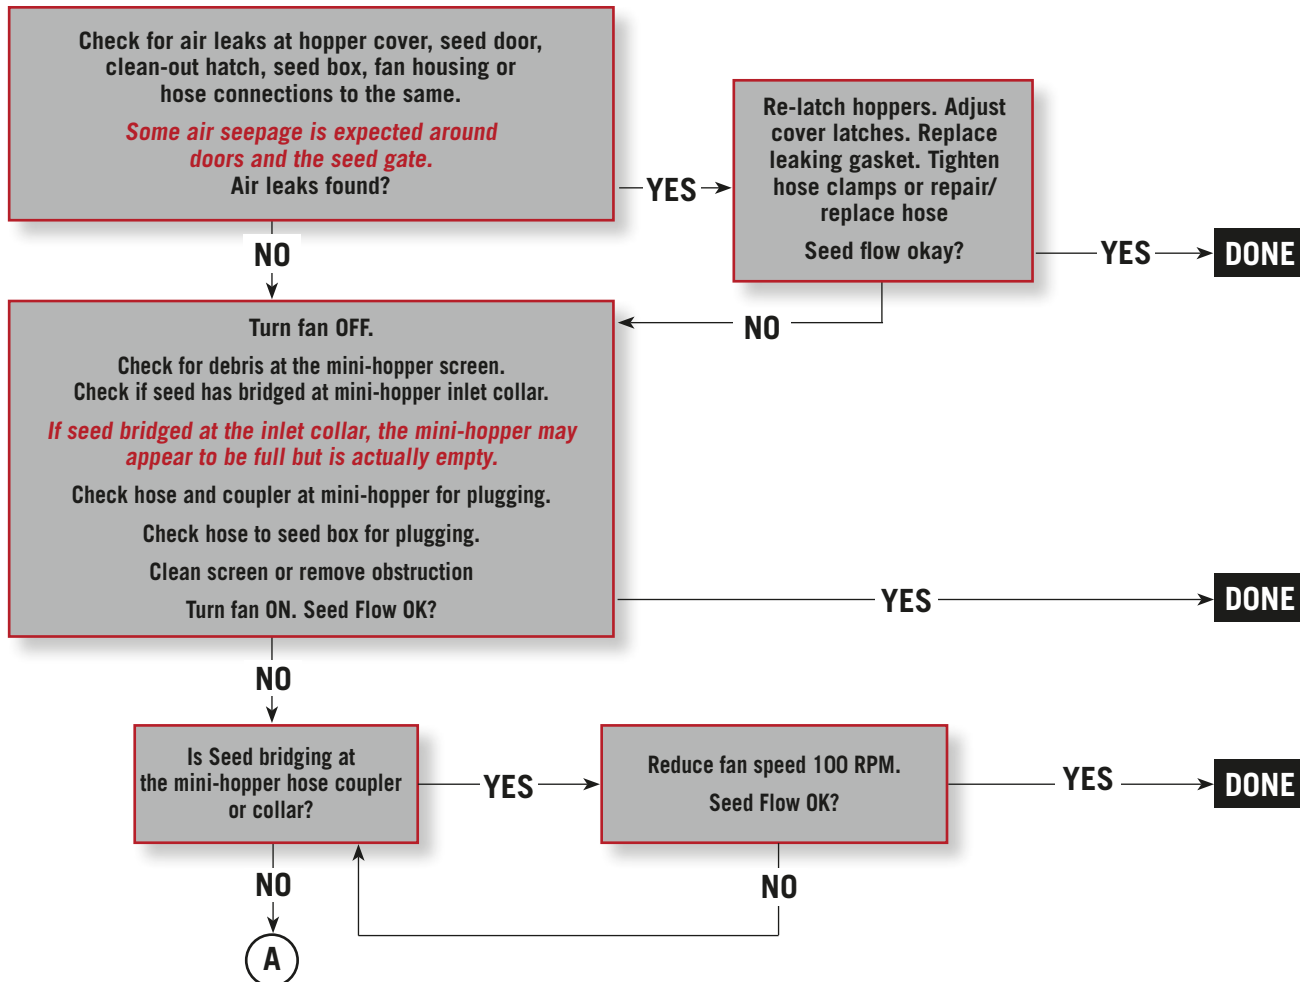 Check for air leaks at hopper cover, seed door,
clean-out hatch, seed box, fan housing or
hose connections to the same.
Some air seepage is expected around
doors and the seed gate.
Air leaks found?
YES
Re-latch hoppers. Adjust
cover latches. Replace
leaking gasket. Tighten
hose clamps or repair/
replace hose
Seed flow okay?
YES
DONE
NO
NO
Turn fan OFF.
Check for debris at the mini-hopper screen.
Check if seed has bridged at mini-hopper inlet collar.
If seed bridged at the inlet collar, the mini-hopper may
appear to be full but is actually empty.
Check hose and coupler at mini-hopper for plugging.
Check hose to seed box for plugging.
Clean screen or remove obstruction
Turn fan ON. Seed Flow OK?
YES
DONE
NO
Is Seed bridging at
the mini-hopper hose coupler
or collar?
YES
Reduce fan speed 100 RPM.
Seed Flow OK?
YES
DONE
NO
NO
A